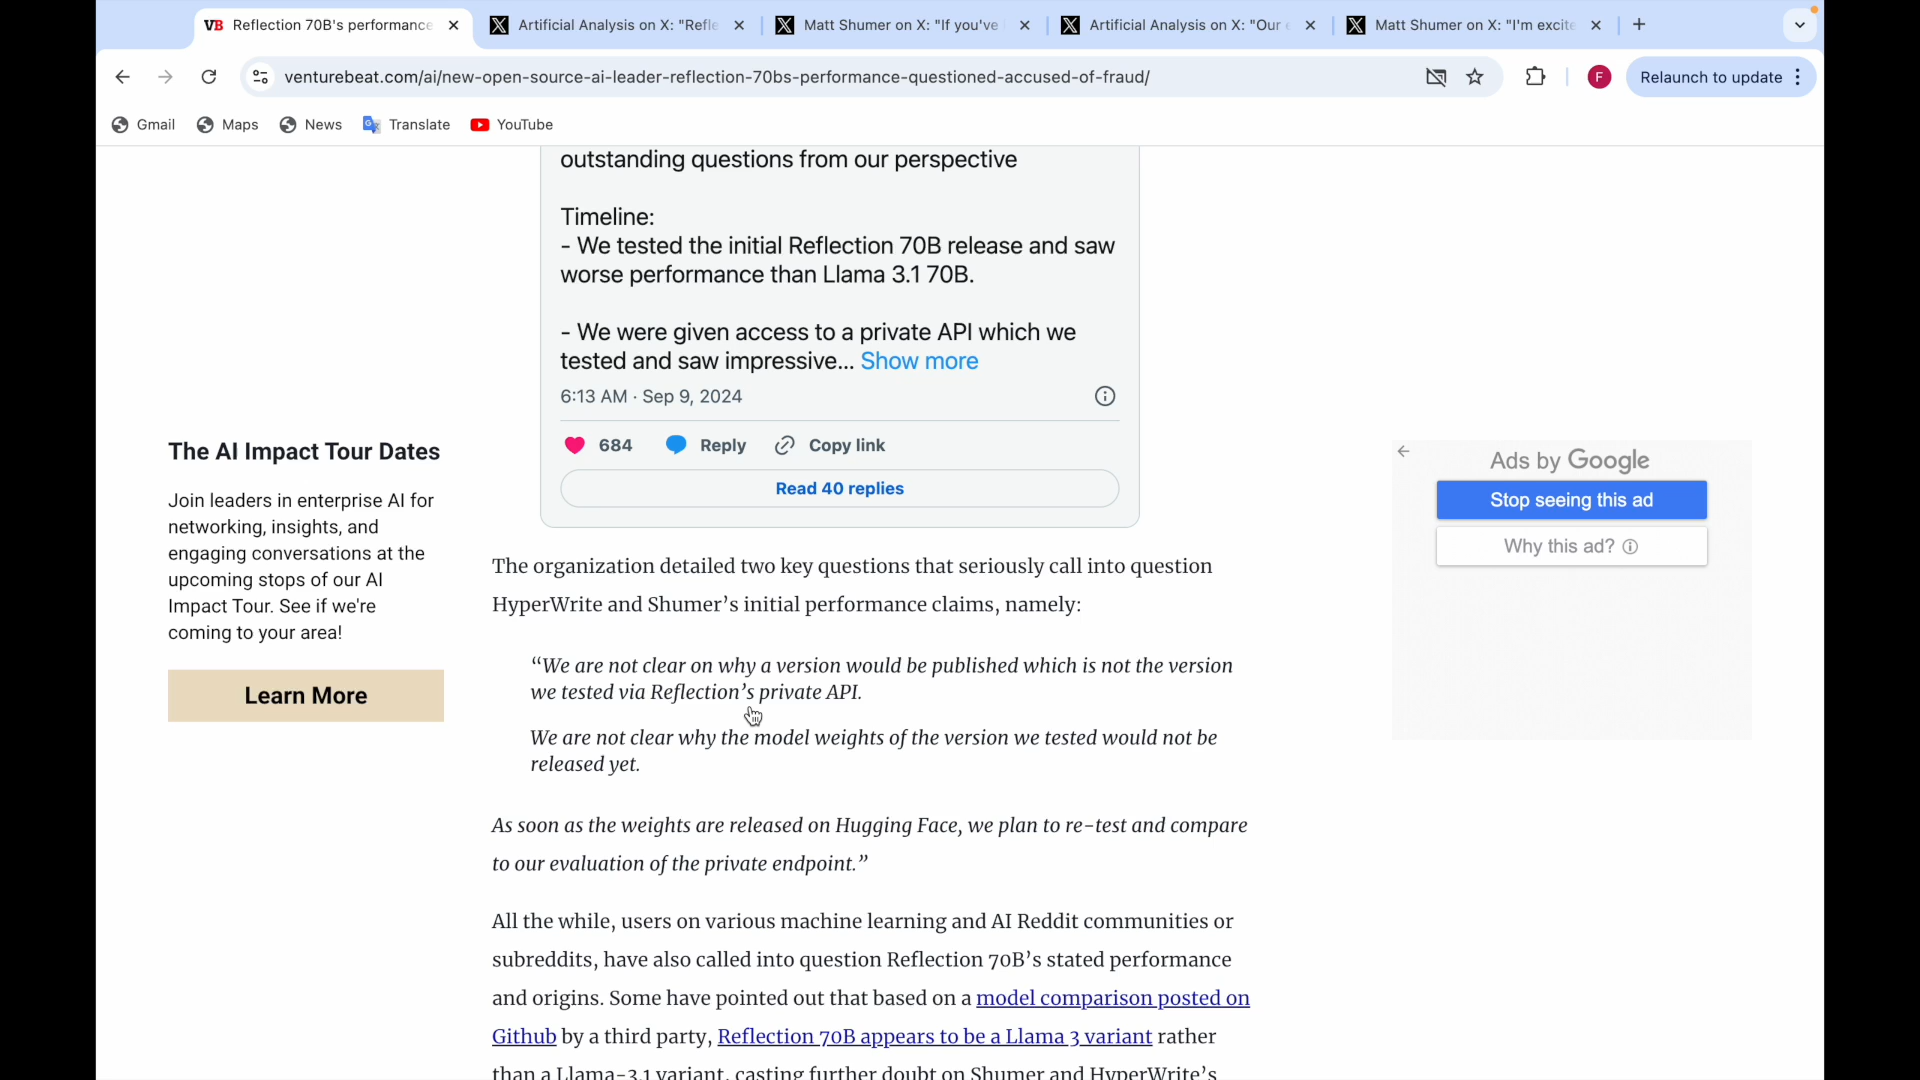 VB Reflection 70B's performance
Artificial Analysis on X: "Refle
Matt Shumer on X: "If you've
Artificial Analysis on X: "Our
Matt Shumer on X: "I'm excite
venturebeat.com/ai/new-open-source-ai-leader-reflection-70bs-performance-questioned-accused-of-fraud/
F
Relaunch to update
Gmail
Maps
News
Translate
YouTube
outstanding questions from our perspective
Timeline:
- We tested the initial Reflection 70B release and saw
worse performance than Llama 3.1 70B.
- We were given access to a private API which we
tested and saw impressive... Show more
6:13 AM · Sep 9, 2024
684 Reply Copy link
Read 40 replies
The AI Impact Tour Dates
Join leaders in enterprise AI for
networking, insights, and
engaging conversations at the
upcoming stops of our AI
Impact Tour. See if we're
coming to your area!
Learn More
The organization detailed two key questions that seriously call into question
HyperWrite and Shumer’s initial performance claims, namely:
“We are not clear on why a version would be published which is not the version
we tested via Reflection’s private API.
We are not clear why the model weights of the version we tested would not be
released yet.
As soon as the weights are released on Hugging Face, we plan to re-test and compare
to our evaluation of the private endpoint.”
All the while, users on various machine learning and AI Reddit communities or
subreddits, have also called into question Reflection 70B’s stated performance
and origins. Some have pointed out that based on a model comparison posted on
Github by a third party, Reflection 70B appears to be a Llama 3 variant rather
than a Llama-3.1 variant, casting further doubt on Shumer and HyperWrite’s
Ads by Google
Stop seeing this ad
Why this ad?